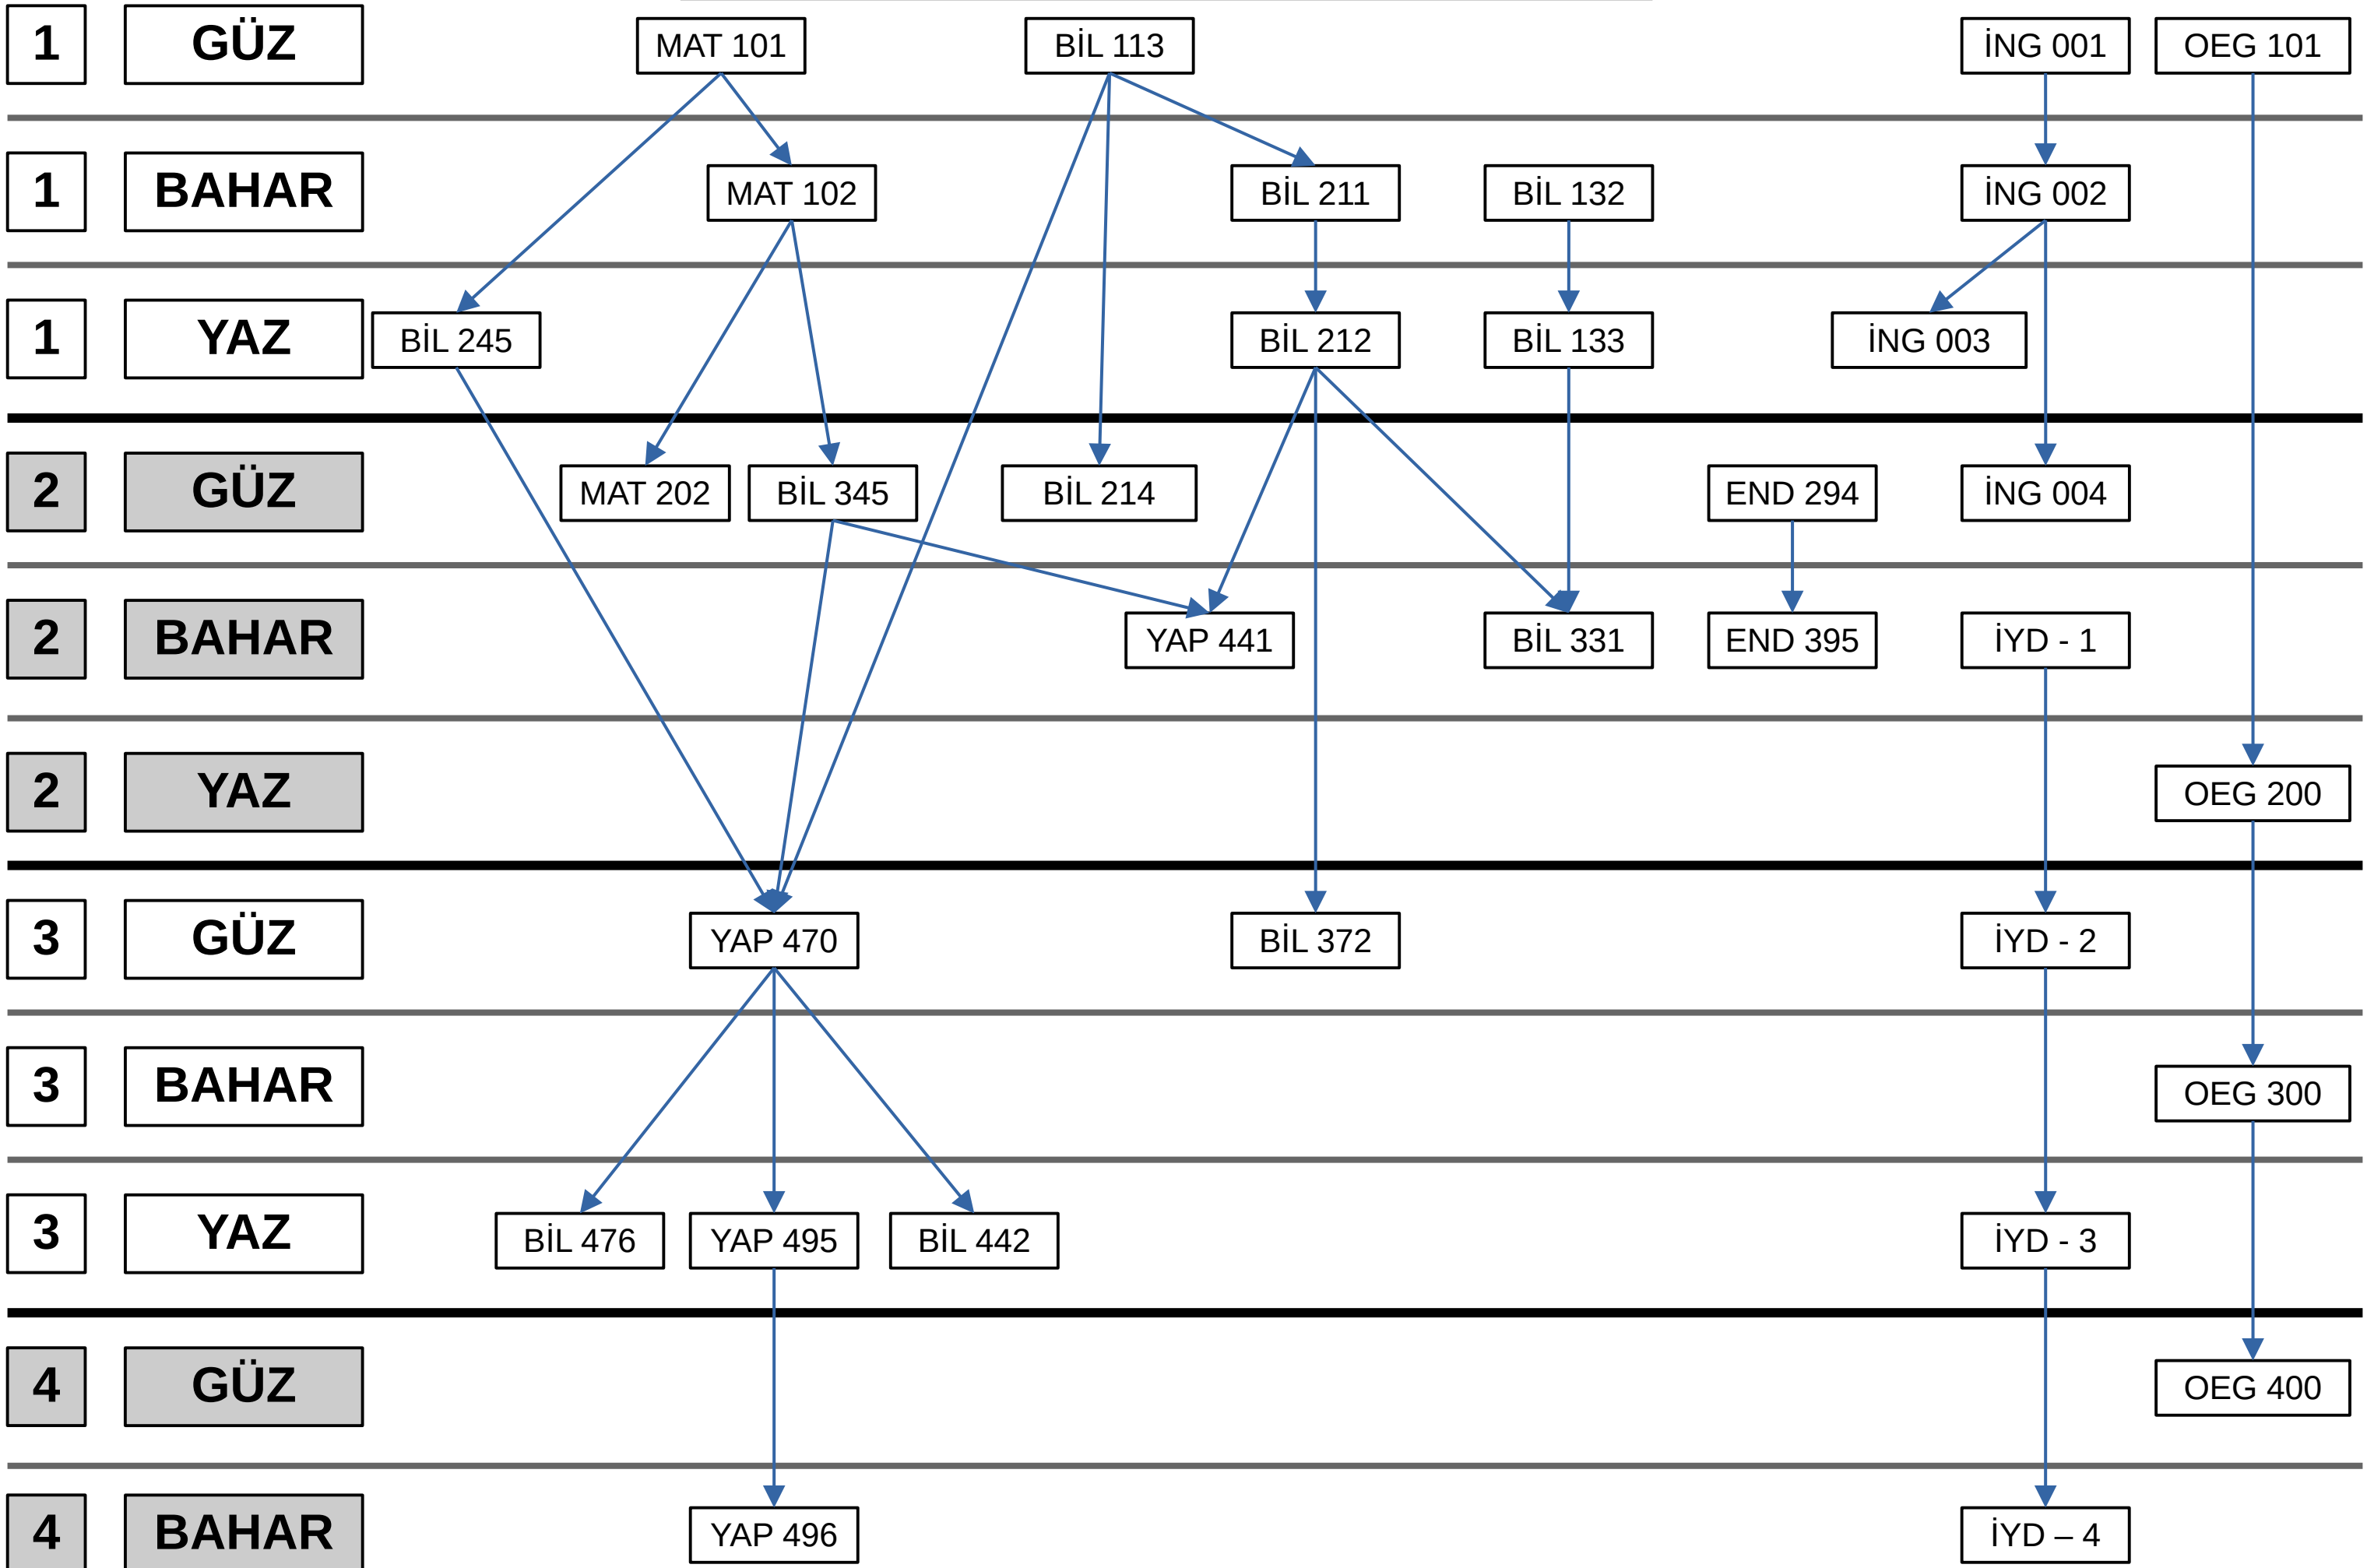 1 GÜZ MAT 101 BİL 113 İNG 001 OEG 101
1 BAHAR MAT 102 BİL 211 BİL 132 İNG 002
1 YAZ BİL 245 BİL 212 BİL 133 İNG 003
2 GÜZ MAT 202 BİL 345 BİL 214 END 294 İNG 004
2 BAHAR YAP 441 BİL 331 END 395 İYD - 1
2 YAZ OEG 200
3 GÜZ YAP 470 BİL 372 İYD - 2
3 BAHAR OEG 300
3 YAZ BİL 476 YAP 495 BİL 442 İYD - 3
4 GÜZ OEG 400
4 BAHAR YAP 496 İYD – 4